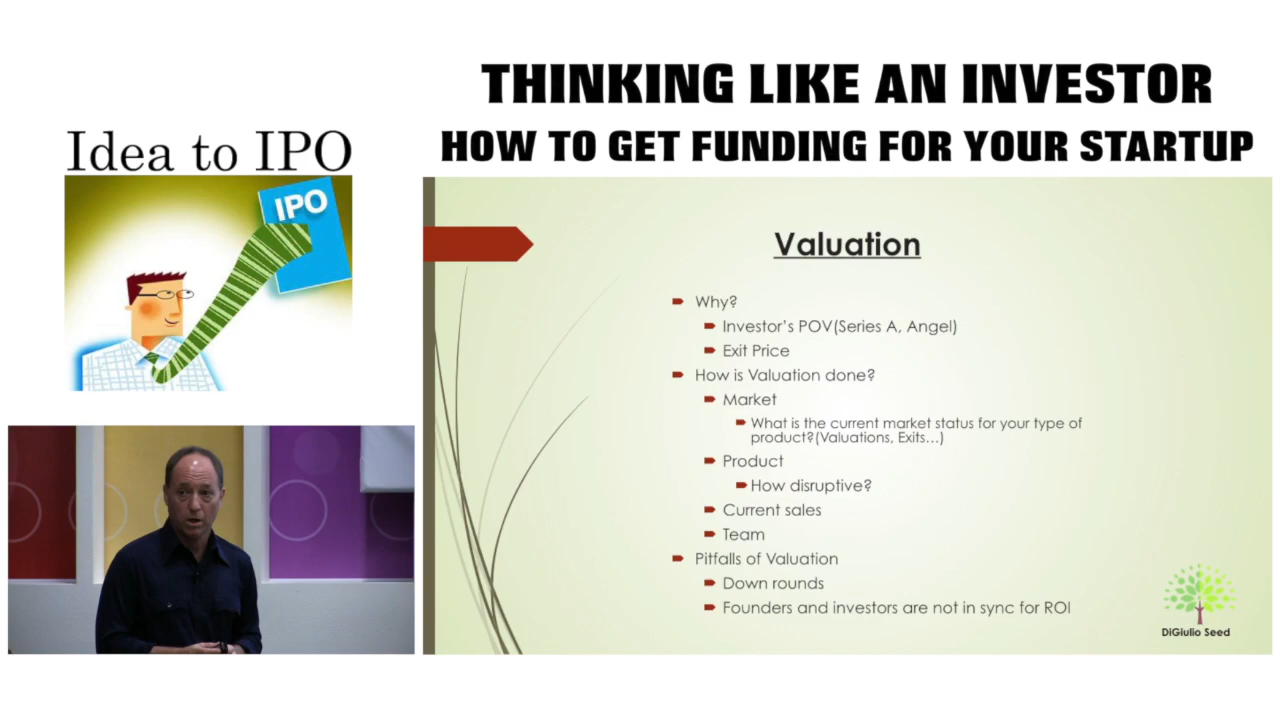 THINKING LIKE AN INVESTOR
HOW TO GET FUNDING FOR YOUR STARTUP
Idea to IPO
IPO
Valuation
Why?
Investor's POV(Series A, Angel)
Exit Price
How is Valuation done?
Market
What is the current market status for your type of
product?(Valuations, Exits...)
Product
How disruptive?
Current sales
Team
Pitfalls of Valuation
Down rounds
Founders and investors are not in sync for ROI
DiGiulio Seed